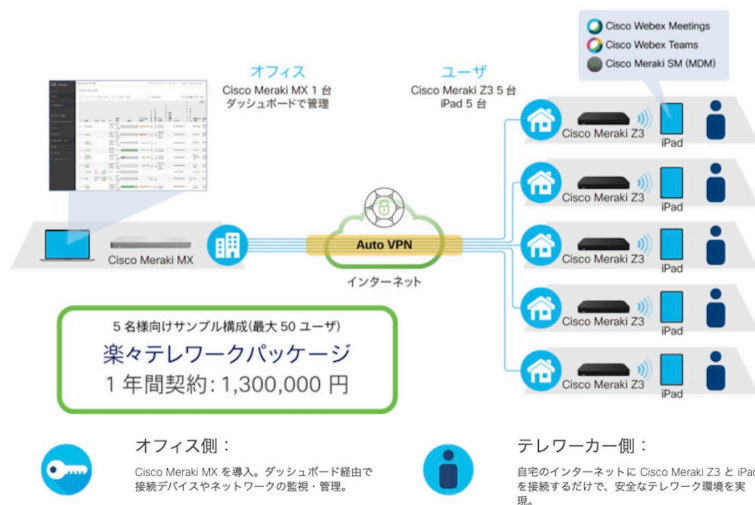 Cisco Webex Meetings
Cisco Webex Teams
Cisco Meraki SM (MDM)
オフィス
Cisco Meraki MX 1 台
ダッシュボードで管理
ユーザ
Cisco Meraki Z3 5 台
iPad 5 台
Cisco Meraki Z3
iPad
Cisco Meraki Z3
iPad
Cisco Meraki Z3
iPad
Cisco Meraki Z3
iPad
Cisco Meraki Z3
iPad
Cisco Meraki MX
Auto VPN
インターネット
5 名様向けサンプル構成(最大 50 ユーザ)
楽々テレワークパッケージ
1 年間契約: 1,300,000 円
オフィス側：
Cisco Meraki MX を導入。ダッシュボード経由で
接続デバイスやネットワークの監視・管理。
テレワーカー側：
自宅のインターネットに Cisco Meraki Z3 と iPad
を接続するだけで、安全なテレワーク環境を実
現。